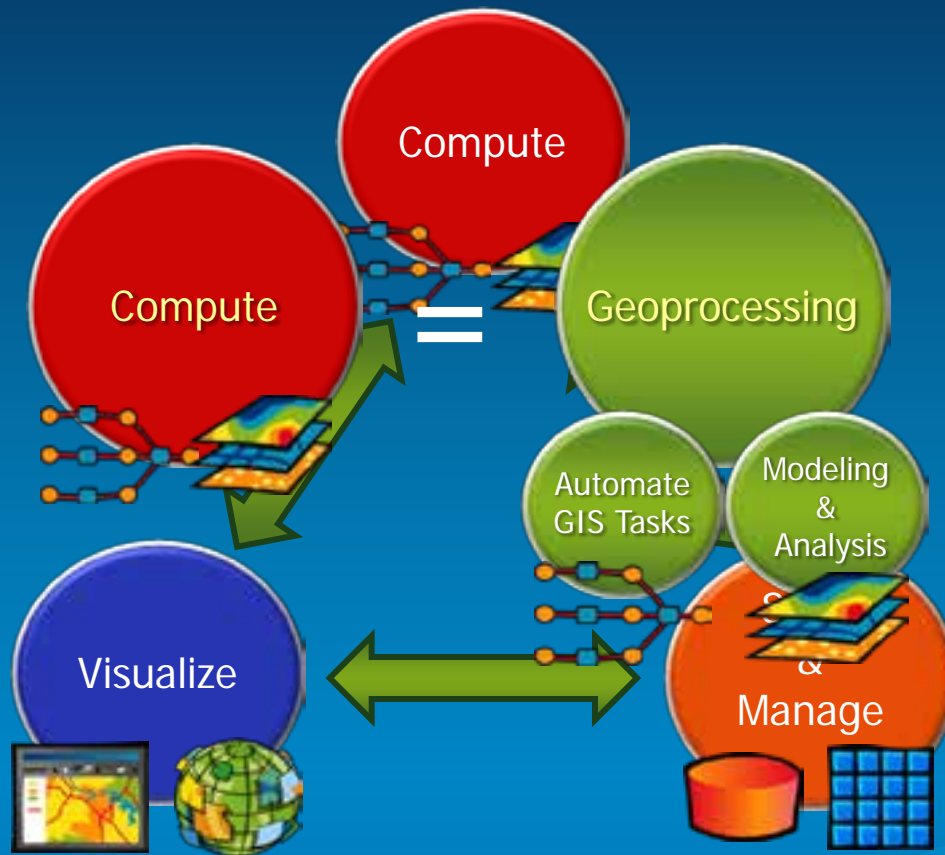 Compute
Compute
=
Geoprocessing
Automate
GIS Tasks
Modeling
&
Analysis
Visualize
&
Manage